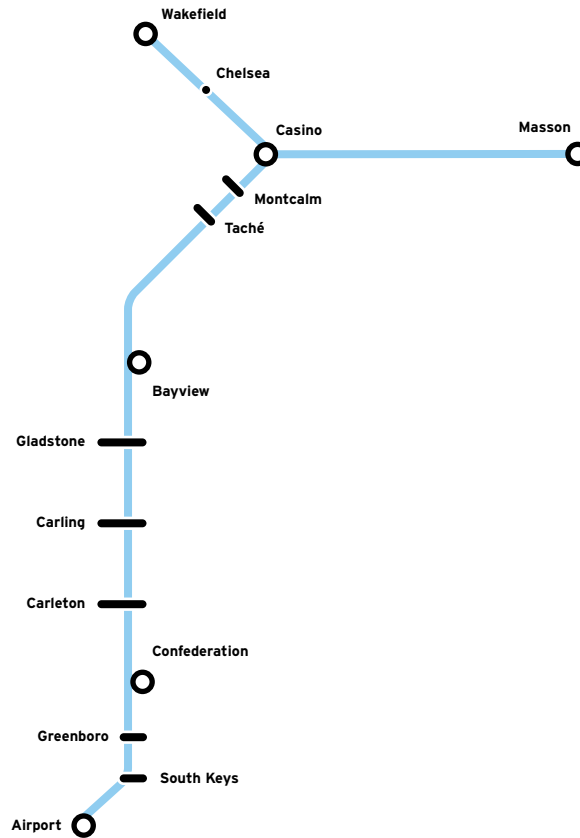 Wakefield
Chelsea
Casino
Masson
Montcalm
Taché
Bayview
Gladstone
Carling
Carleton
Confederation
Greenboro
South Keys
Airport